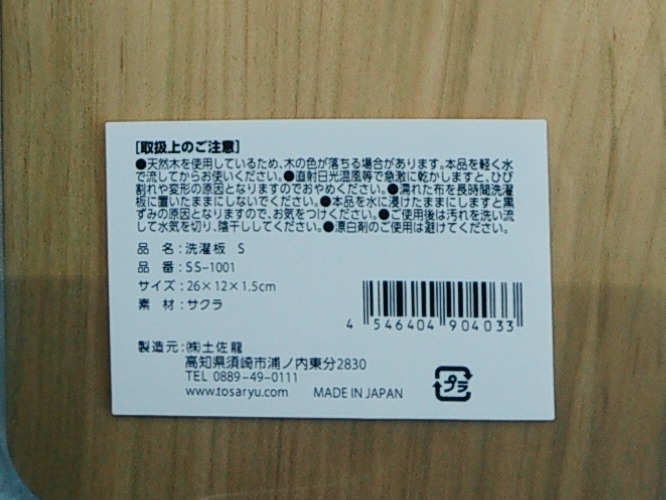 [取扱上のご注意]
●天然木を使用しているため、木の色が落ちる場合があります。本品を軽く水
で流してからお使いください。●直射日光温風等で急激に乾かしますと、ひび
割れや変形の原因となりますのでおやめください。●濡れた布を長時間洗濯
板に置いたままにしないでください。●本品を水に浸けたままにしますと黒
ずみの原因となりますので、お気をつけください。●ご使用後は汚れを洗い流
して水気を切り、陰干ししてください。●漂白剤のご使用は避けてください。
品 名:洗濯板 S
品 番:SS-1001
サイズ:26×12×1.5cm
素 材:サクラ
4 546404 904033
製造元:㈱土佐龍
高知県須崎市浦ノ内東分2830
TEL 0889-49-0111
www.tosaryu.com MADE IN JAPAN
プラ